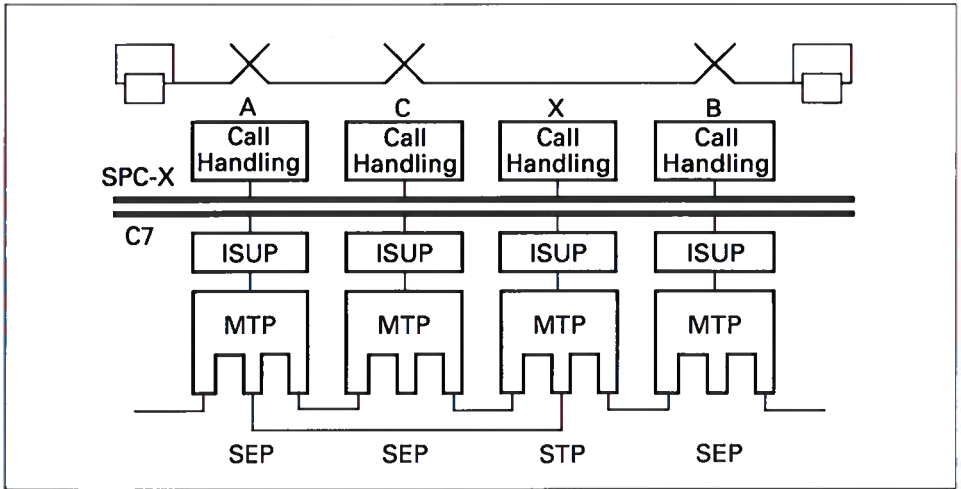 A C X B
Call Handling Call Handling Call Handling Call Handling
SPC-X
C7
ISUP ISUP ISUP ISUP
MTP MTP MTP MTP
SEP SEP STP SEP